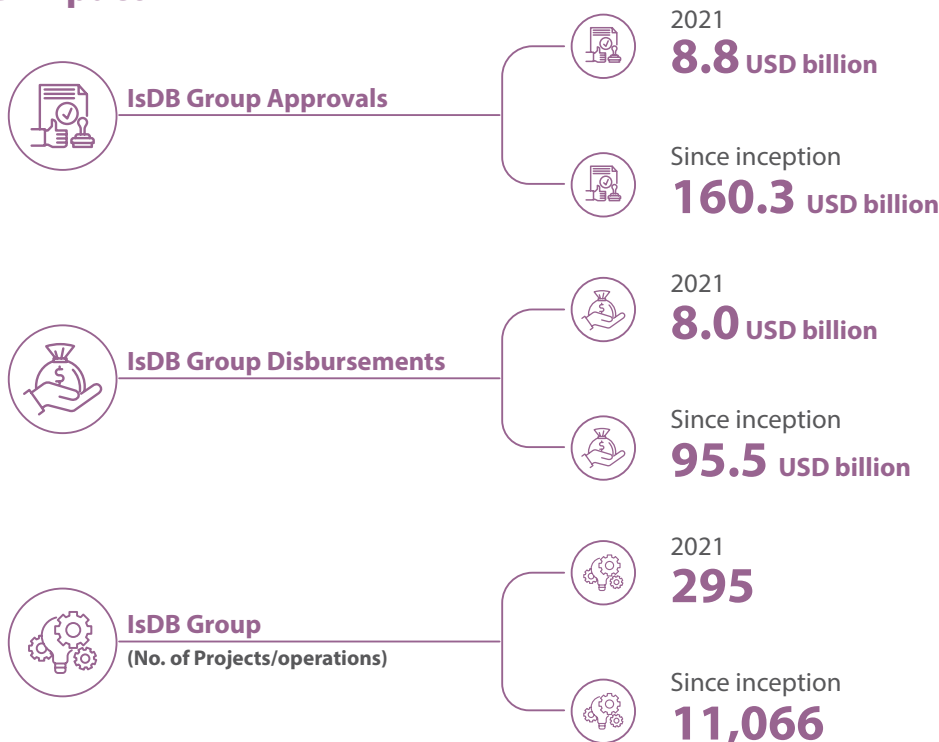 IsDB Group Approvals
2021
8.8 USD billion
Since inception
160.3 USD billion
IsDB Group Disbursements
2021
8.0 USD billion
Since inception
95.5 USD billion
IsDB Group
(No. of Projects/operations)
2021
295
Since inception
11,066